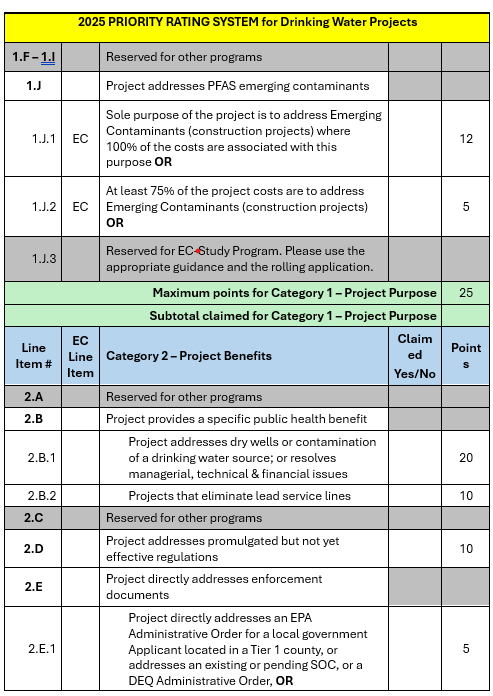 2025 PRIORITY RATING SYSTEM for Drinking Water Projects
1.F – 1.I Reserved for other programs
1.J Project addresses PFAS emerging contaminants
Sole purpose of the project is to address Emerging
Contaminants (construction projects) where
1.J.1 EC 100% of the costs are associated with this 12
purpose OR
At least 75% of the project costs are to address
1.J.2 EC Emerging Contaminants (construction projects) 5
OR
1.J.3 Reserved for EC Study Program. Please use the
appropriate guidance and the rolling application.
Maximum points for Category 1 – Project Purpose 25
Subtotal claimed for Category 1 – Project Purpose
Line
Item #
EC
Line
Item
Category 2 – Project Benefits
Claim
ed
Yes/No
Point
s
2.A Reserved for other programs
2.B Project provides a specific public health benefit
Project addresses dry wells or contamination
2.B.1 of a drinking water source; or resolves 20
managerial, technical & financial issues
2.B.2 Projects that eliminate lead service lines 10
2.C Reserved for other programs
2.D Project addresses promulgated but not yet 10
effective regulations
2.E Project directly addresses enforcement
documents
Project directly addresses an EPA
Administrative Order for a local government
2.E.1 Applicant located in a Tier 1 county, or 5
addresses an existing or pending SOC, or a
DEQ Administrative Order, OR